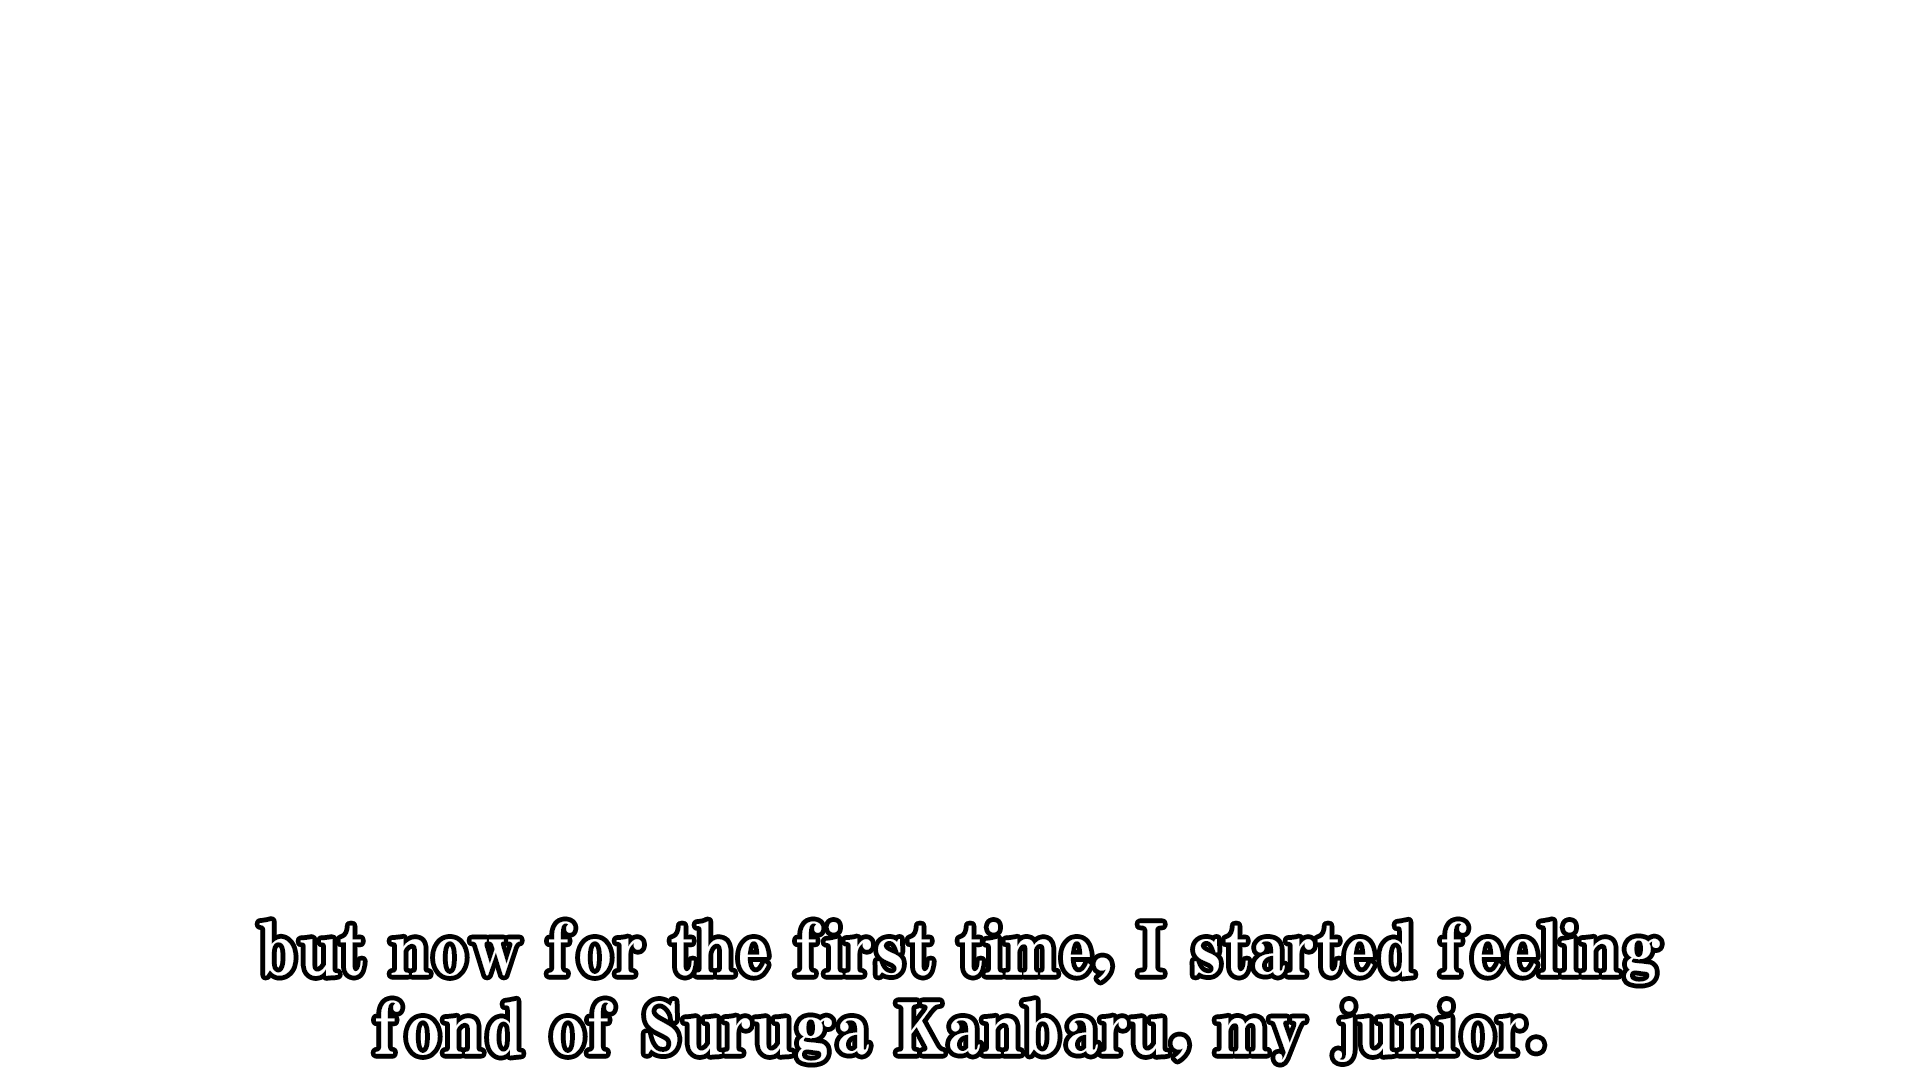 but now for the first time, I started feeling
fond of Suruga Kanbaru, my junior.